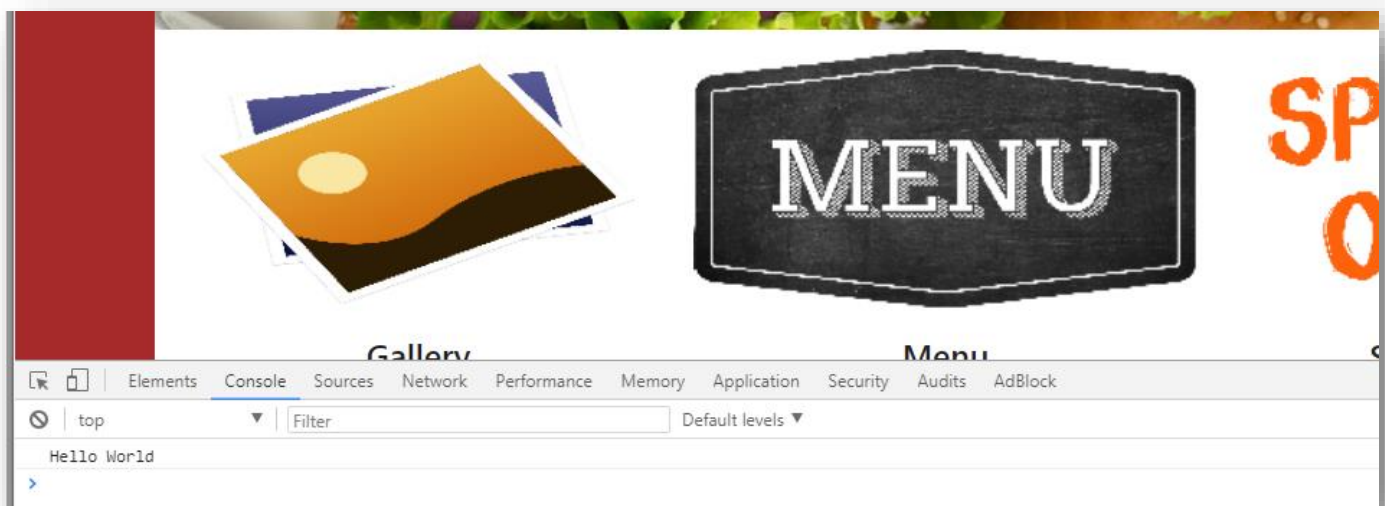 MENU
SP
O
Gallery
Menu
Elements Console Sources Network Performance Memory Application Security Audits AdBlock
top Filter Default levels
Hello World